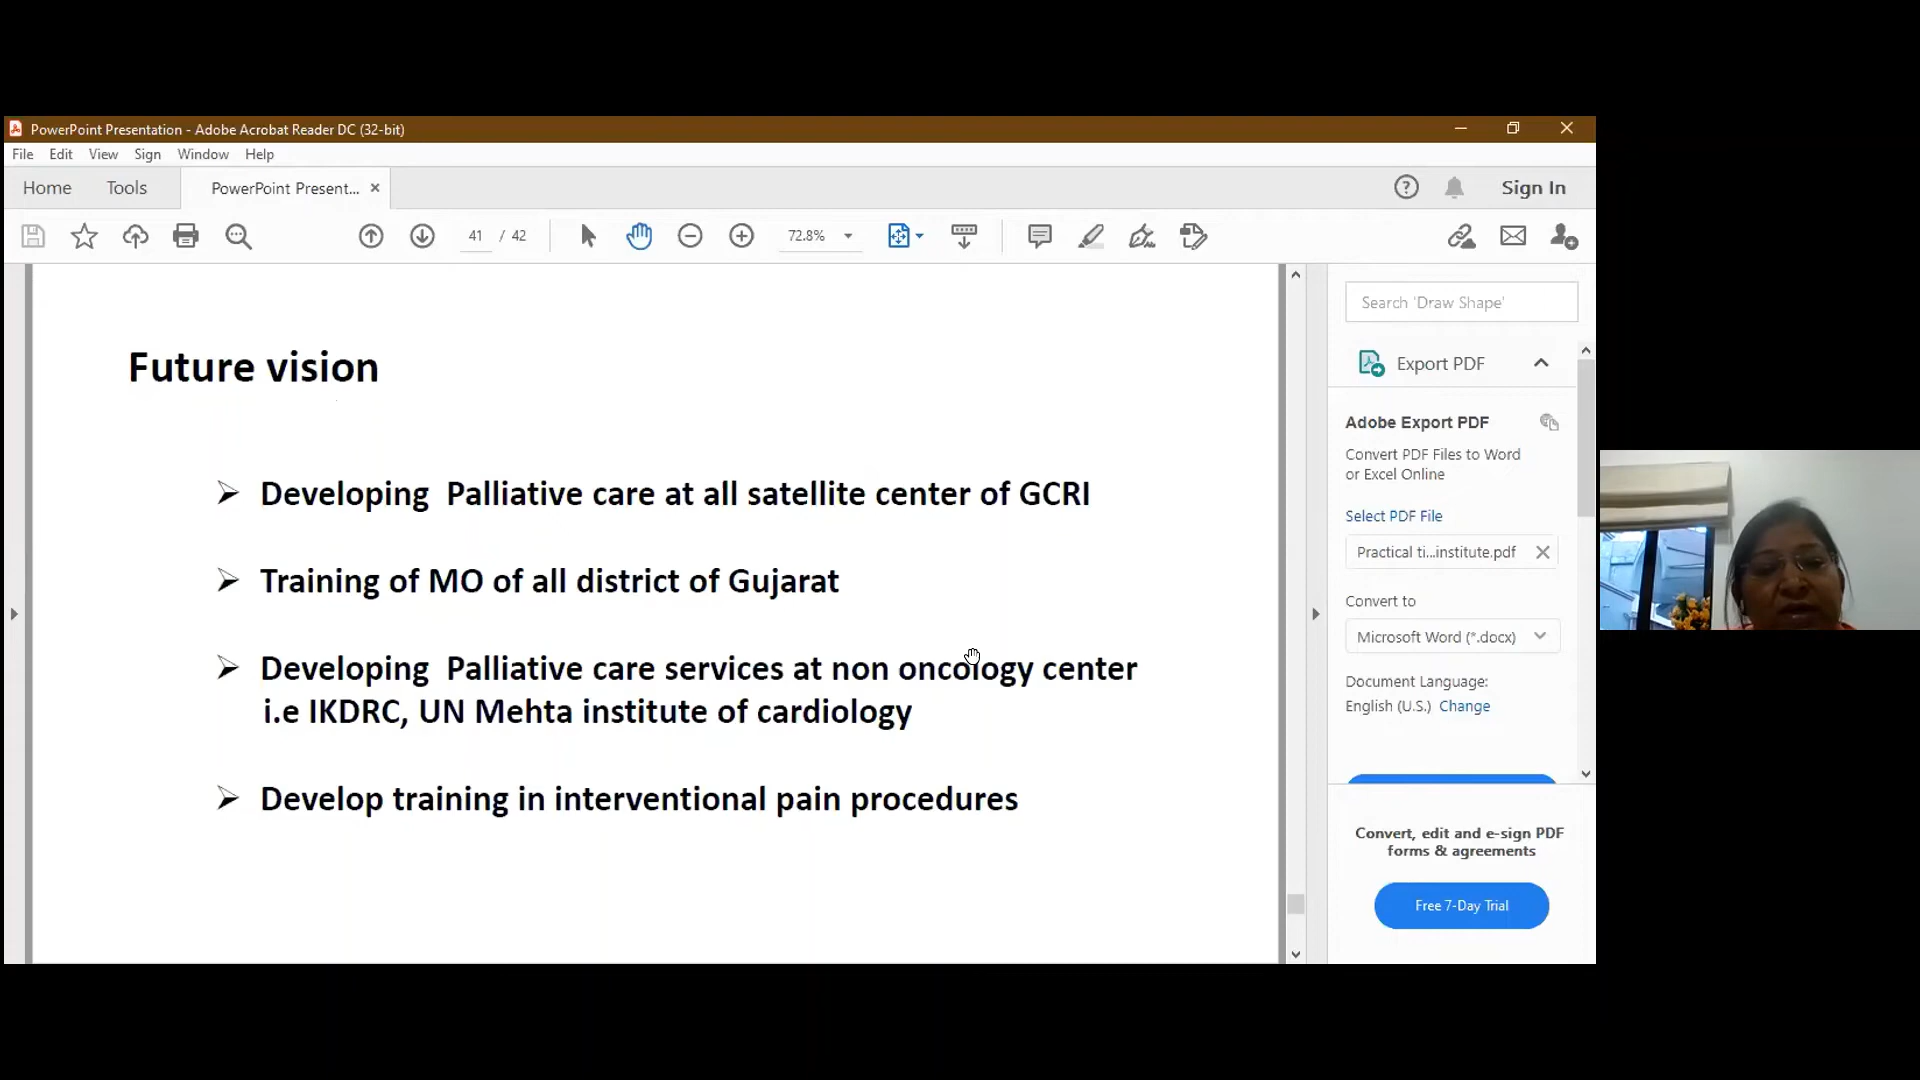 PowerPoint Presentation - Adobe Acrobat Reader DC (32-bit)
File Edit View Sign Window Help
Home Tools PowerPoint Present... Sign In
41 / 42 72.8%
Future vision
Developing Palliative care at all satellite center of GCRI
Training of MO of all district of Gujarat
Developing Palliative care services at non oncology center
i.e IKDRC, UN Mehta institute of cardiology
Develop training in interventional pain procedures
Search 'Draw Shape'
Export PDF
Adobe Export PDF
Convert PDF Files to Word
or Excel Online
Select PDF File
Practical ti...institute.pdf
Convert to
Microsoft Word (*.docx)
Document Language:
English (U.S.) Change
Convert, edit and e-sign PDF
forms & agreements
Free 7-Day Trial